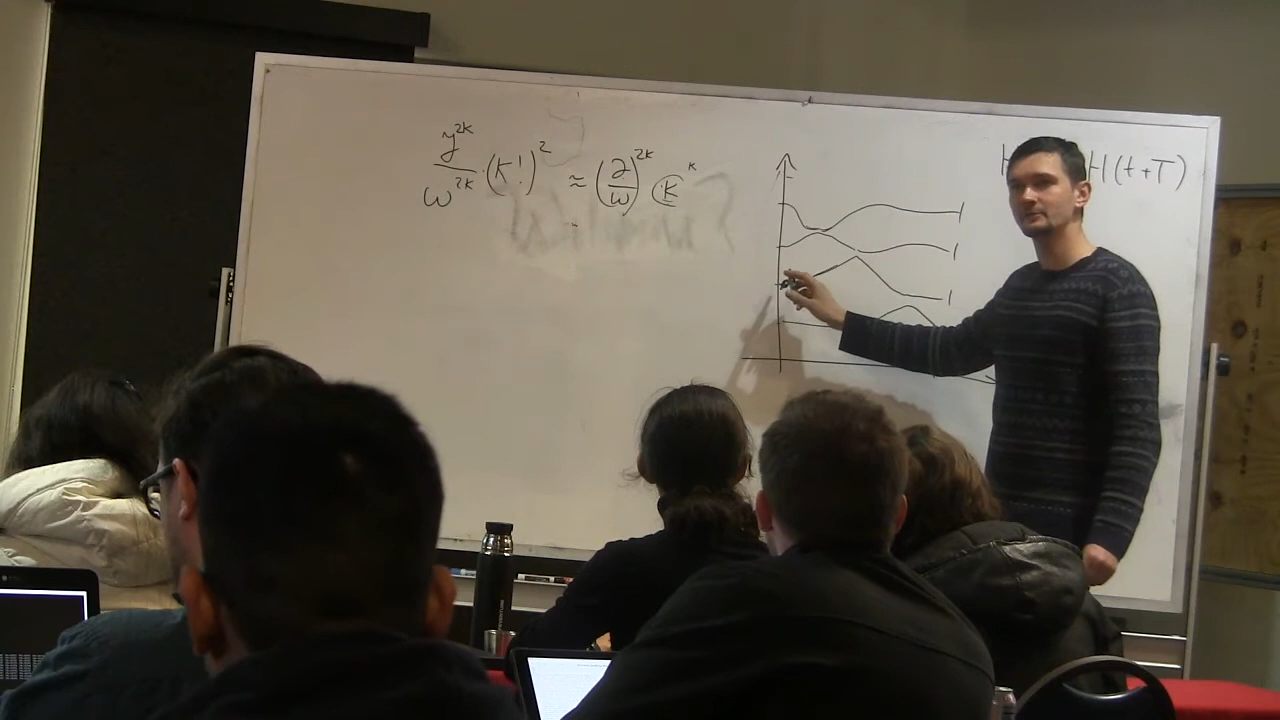 y^{2K}/ω^{2K} · (K!)^2 ≈ (J/ω)^{2K} K^K
H(t+T)